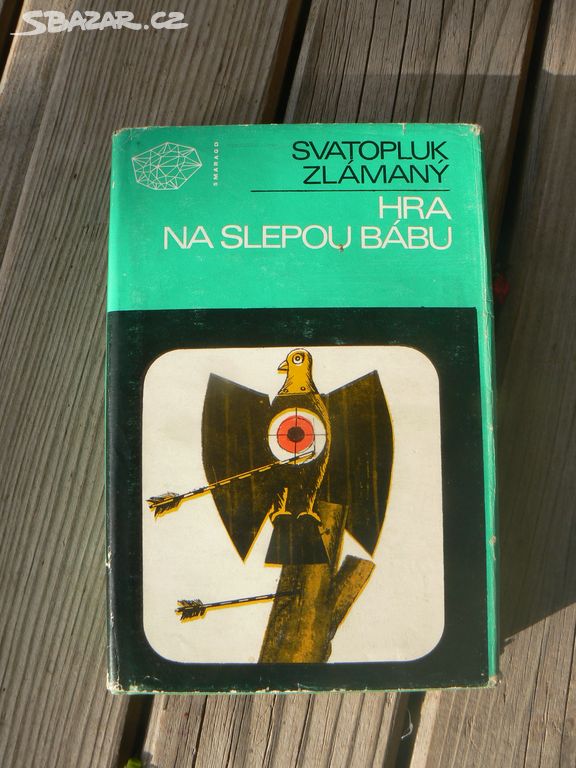 SBAZAR.CZ
SMARAGD
SVATOPLUK
ZLÁMANÝ
HRA
NA SLEPOU BÁBU